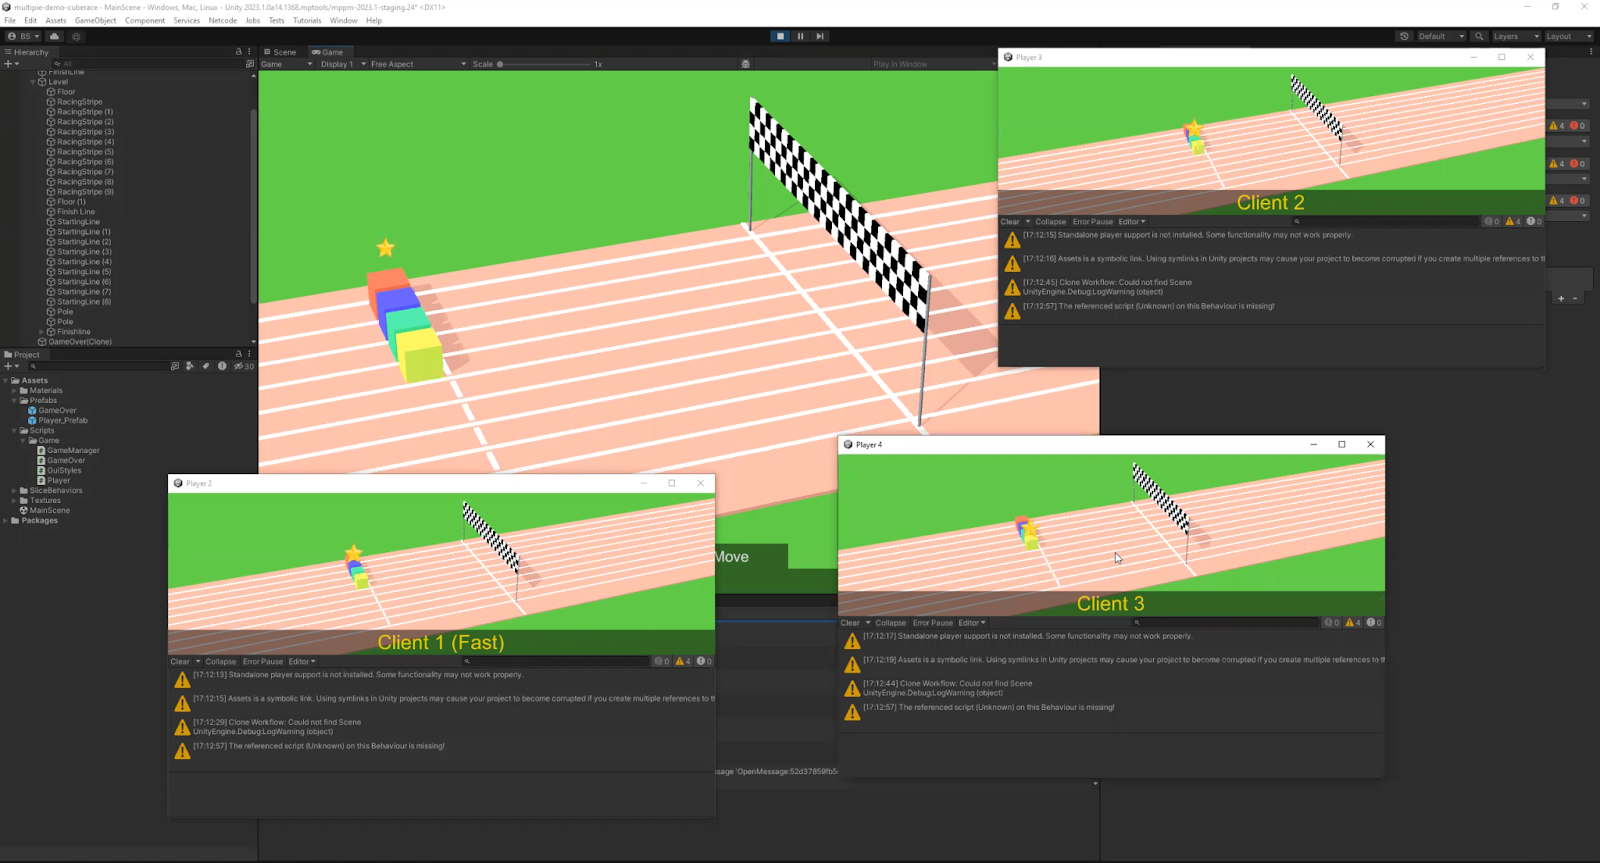 multipie-demo-cuberace - MainScene - Windows, Mac, Linux - Unity 2023.1.0a14.1368.mptools/mppm-2023.1-staging.24* <DX11>
File Edit Assets GameObject Component Services Netcode Jobs Tests Tutorials Window Help
BS Default Layers Layout
Hierarchy
All
FinishLine
Level
Floor
RacingStripe
RacingStripe (1)
RacingStripe (2)
RacingStripe (3)
RacingStripe (4)
RacingStripe (5)
RacingStripe (6)
RacingStripe (7)
RacingStripe (8)
RacingStripe (9)
Floor (1)
Finish Line
StartingLine
StartingLine (1)
StartingLine (2)
StartingLine (3)
StartingLine (4)
StartingLine (5)
StartingLine (6)
StartingLine (7)
StartingLine (8)
Pole
Pole
Finishline
GameOver(Clone)
Project
30
Assets
Materials
Prefabs
GameOver
Player_Prefab
Scripts
Game
GameManager
GameOver
GuiStyles
Player
SliceBehaviors
Textures
MainScene
Packages
Scene Game
Game Display 1 Free Aspect Scale 1x Play in Window
Move
ssage 'OpenMessage:52d37859fb5
4 0
4 0
4 0
Player 3
Client 2
Clear Collapse Error Pause Editor 0 4 0
[17:12:15] Standalone player support is not installed. Some functionality may not work properly.
[17:12:16] Assets is a symbolic link. Using symlinks in Unity projects may cause your project to become corrupted if you create multiple references to th
[17:12:45] Clone Workflow: Could not find Scene
UnityEngine.Debug:LogWarning (object)
[17:12:57] The referenced script (Unknown) on this Behaviour is missing!
Player 2
Client 1 (Fast)
Clear Collapse Error Pause Editor 0 4 0
[17:12:13] Standalone player support is not installed. Some functionality may not work properly.
[17:12:15] Assets is a symbolic link. Using symlinks in Unity projects may cause your project to become corrupted if you create multiple references to th
[17:12:29] Clone Workflow: Could not find Scene
UnityEngine.Debug:LogWarning (object)
[17:12:57] The referenced script (Unknown) on this Behaviour is missing!
Player 4
Client 3
Clear Collapse Error Pause Editor 0 4 0
[17:12:17] Standalone player support is not installed. Some functionality may not work properly.
[17:12:19] Assets is a symbolic link. Using symlinks in Unity projects may cause your project to become corrupted if you create multiple references to th
[17:12:44] Clone Workflow: Could not find Scene
UnityEngine.Debug:LogWarning (object)
[17:12:57] The referenced script (Unknown) on this Behaviour is missing!